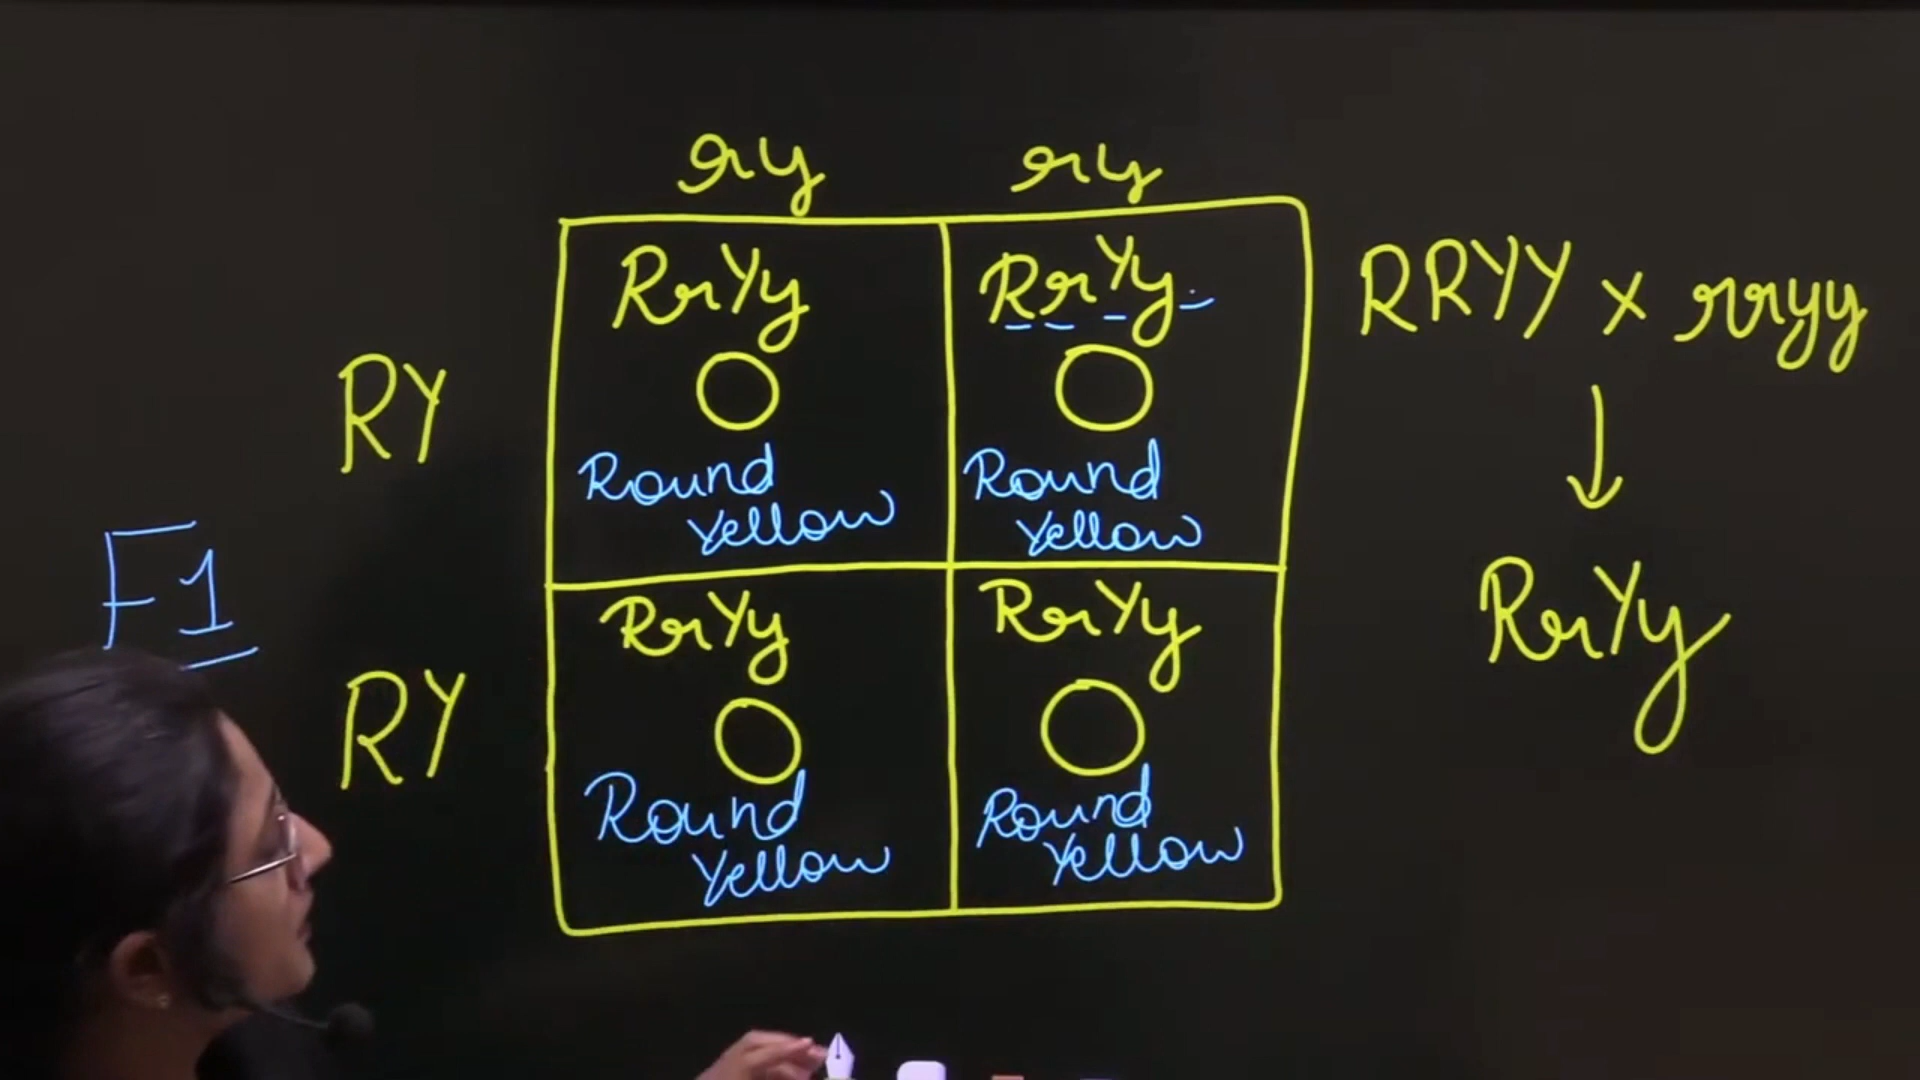 ry ry
RrYy RrYy
RRYY x rryy
RY
Round Yellow
Round Yellow
F1
RrYy RrYy
RrYy
RY
Round Yellow
Round Yellow